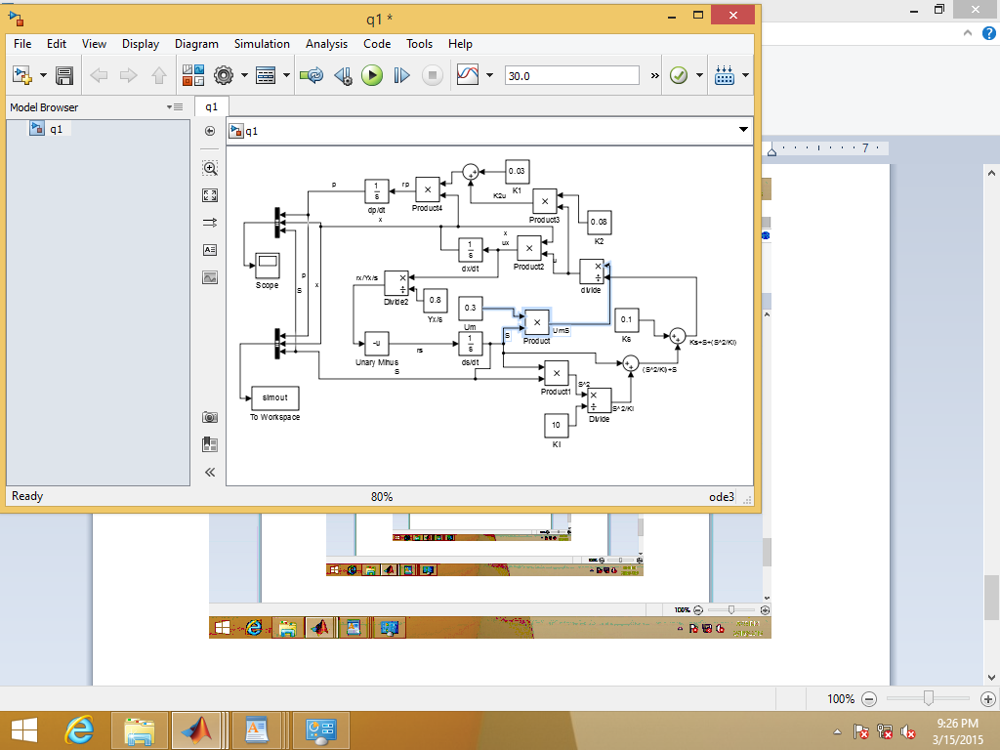 q1 *
File Edit View Display Diagram Simulation Analysis Code Tools Help
30.0
»
Model Browser
q1
q1
q1
7
p
1
s
dp/dt
x
rp
×
Product4
0.03
K1
K2u
×
Product3
0.08
K2
Scope
p
S
x
1
s
dx/dt
x
ux
×
Product2
u
×
÷
divide
rx/Yx/s
×
÷
Divide2
0.8
Yx/s
0.3
Um
×
Product
S
UmS
0.1
Ks
Ks+S+(S^2/KI)
-u
Unary Minus
S
rs
1
s
ds/dt
×
Product1
S^2
×
÷
Divide
S^2/KI
(S^2/KI)+S
10
KI
simout
To Workspace
Ready
80%
ode3
100%
100%
9:26 PM
3/15/2015